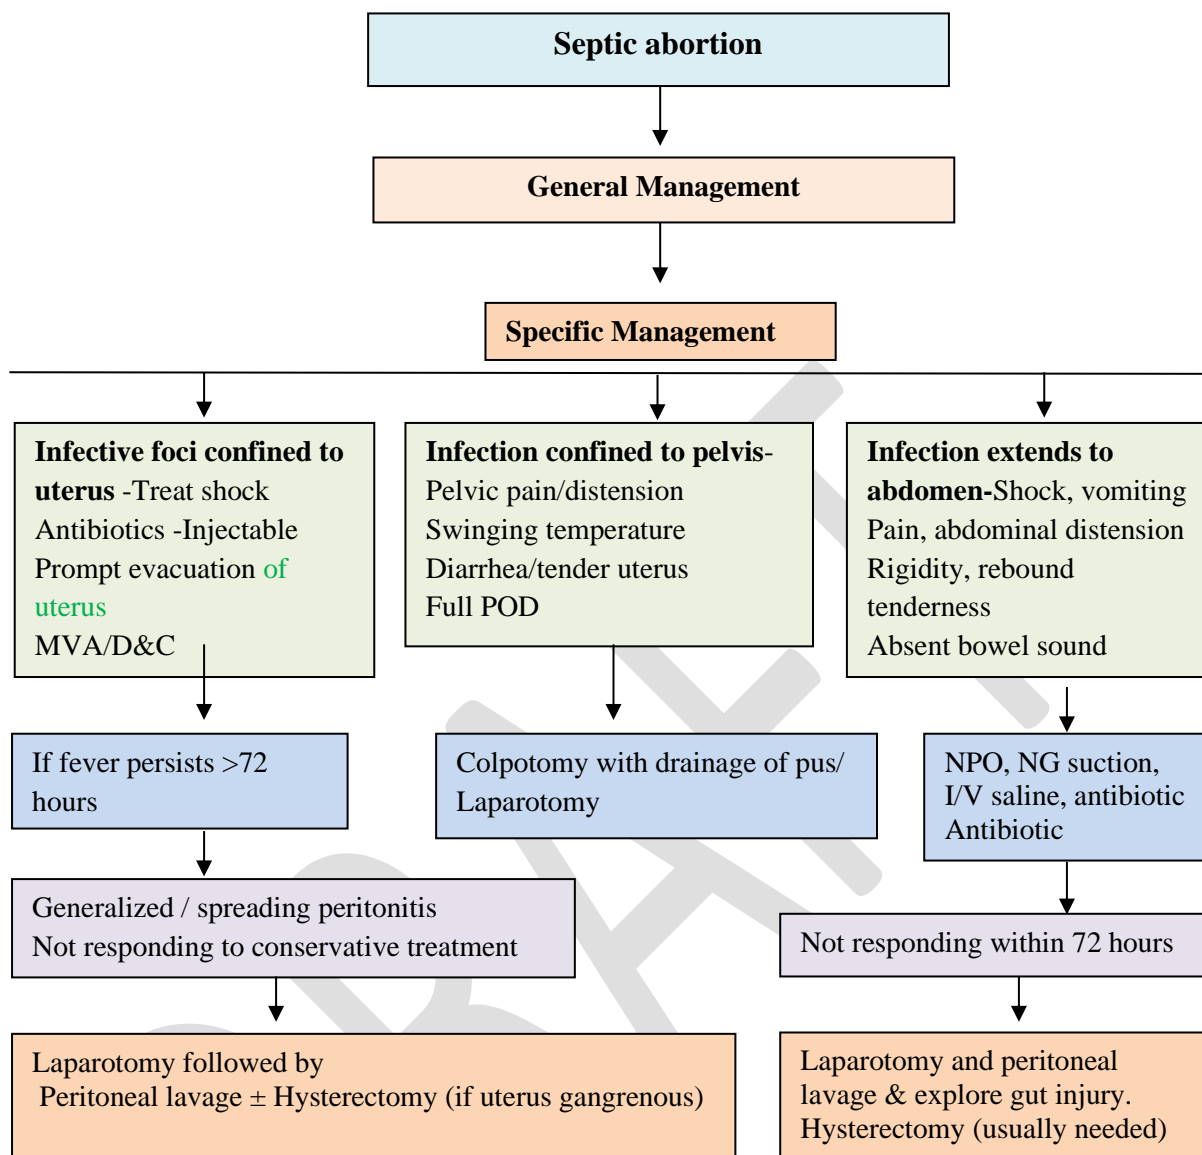 Septic abortion
General Management
Specific Management
Infective foci confined to
uterus -Treat shock
Antibiotics -Injectable
Prompt evacuation of
uterus
MVA/D&C
Infection confined to pelvis-
Pelvic pain/distension
Swinging temperature
Diarrhea/tender uterus
Full POD
Infection extends to
abdomen-Shock, vomiting
Pain, abdominal distension
Rigidity, rebound
tenderness
Absent bowel sound
If fever persists >72
hours
Colpotomy with drainage of pus/
Laparotomy
NPO, NG suction,
I/V saline, antibiotic
Antibiotic
Generalized / spreading peritonitis
Not responding to conservative treatment
Not responding within 72 hours
Laparotomy followed by
Peritoneal lavage ± Hysterectomy (if uterus gangrenous)
Laparotomy and peritoneal
lavage & explore gut injury.
Hysterectomy (usually needed)
DRAFT